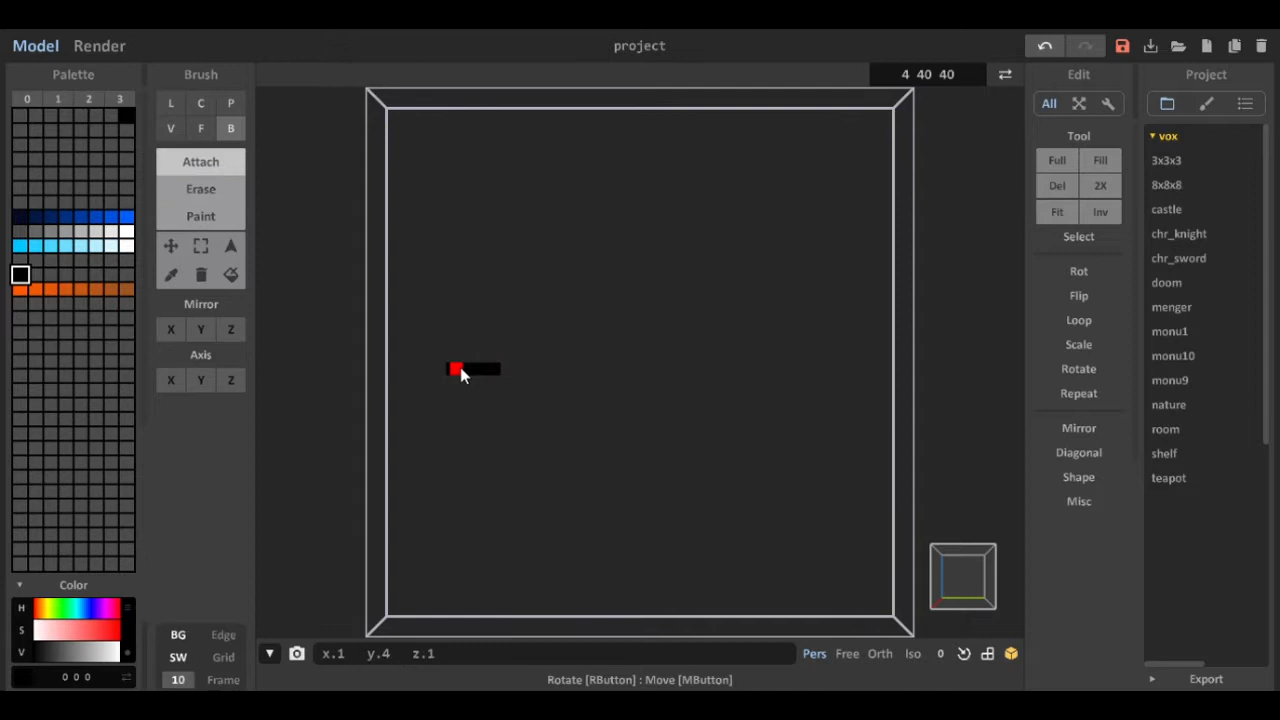 Model Render
project
Palette
0 1 2 3
Color
H
S
V
0 0 0
Brush
L C P
V F B
Attach
Erase
Paint
Mirror
X Y Z
Axis
X Y Z
BG Edge
SW Grid
10 Frame
4 40 40
x.1 y.4 z.1
Pers Free Orth Iso 0
Rotate [RButton] : Move [MButton]
Edit
All
Tool
Full Fill
Del 2X
Fit Inv
Select
Rot
Flip
Loop
Scale
Rotate
Repeat
Mirror
Diagonal
Shape
Misc
Project
vox
3x3x3
8x8x8
castle
chr_knight
chr_sword
doom
menger
monu1
monu10
monu9
nature
room
shelf
teapot
Export